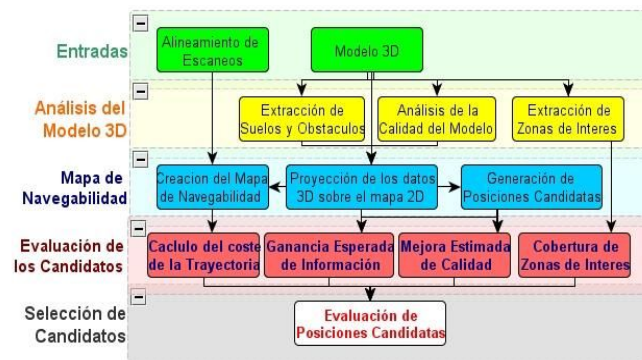 Entradas
Alineamiento de
Escaneos
Modelo 3D
Análisis del
Modelo 3D
Extracción de
Suelos y Obstaculos
Análisis de la
Calidad del Modelo
Extracción de
Zonas de Interes
Mapa de
Navegabilidad
Creacion del Mapa
de Navegabilidad
Proyección de los datos
3D sobre el mapa 2D
Generación de
Posiciones Candidatas
Evaluación de
los Candidatos
Caclulo del coste
de la Trayectoria
Ganancia Esperada
de Información
Mejora Estimada
de Calidad
Cobertura de
Zonas de Interes
Selección de
Candidatos
Evaluación de
Posiciones Candidatas